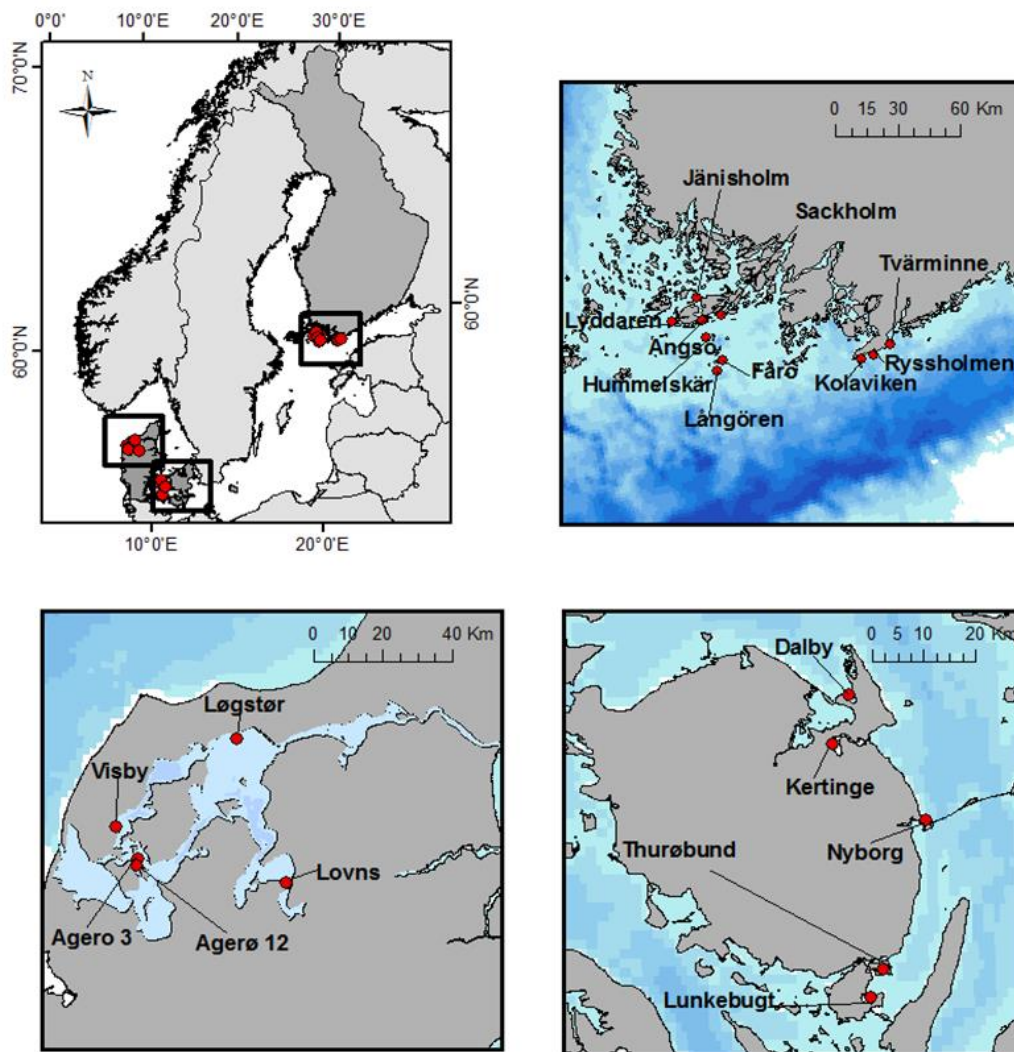 0°0' 10°0'E 20°0'E 30°0'E
70°0'N
N
60°0'N
60°0'N
10°0'E 20°0'E
0 15 30 60 Km
Jänisholm
Sackholm
Tvärminne
Lyddaren
Angsö
Ryssholmen
Hummelskär
Fårö
Kolaviken
Långören
0 10 20 40 Km
Løgstør
Visby
Lovns
Agero 3
Agerø 12
0 5 10 20 Km
Dalby
Kertinge
Thurøbund
Nyborg
Lunkebugt